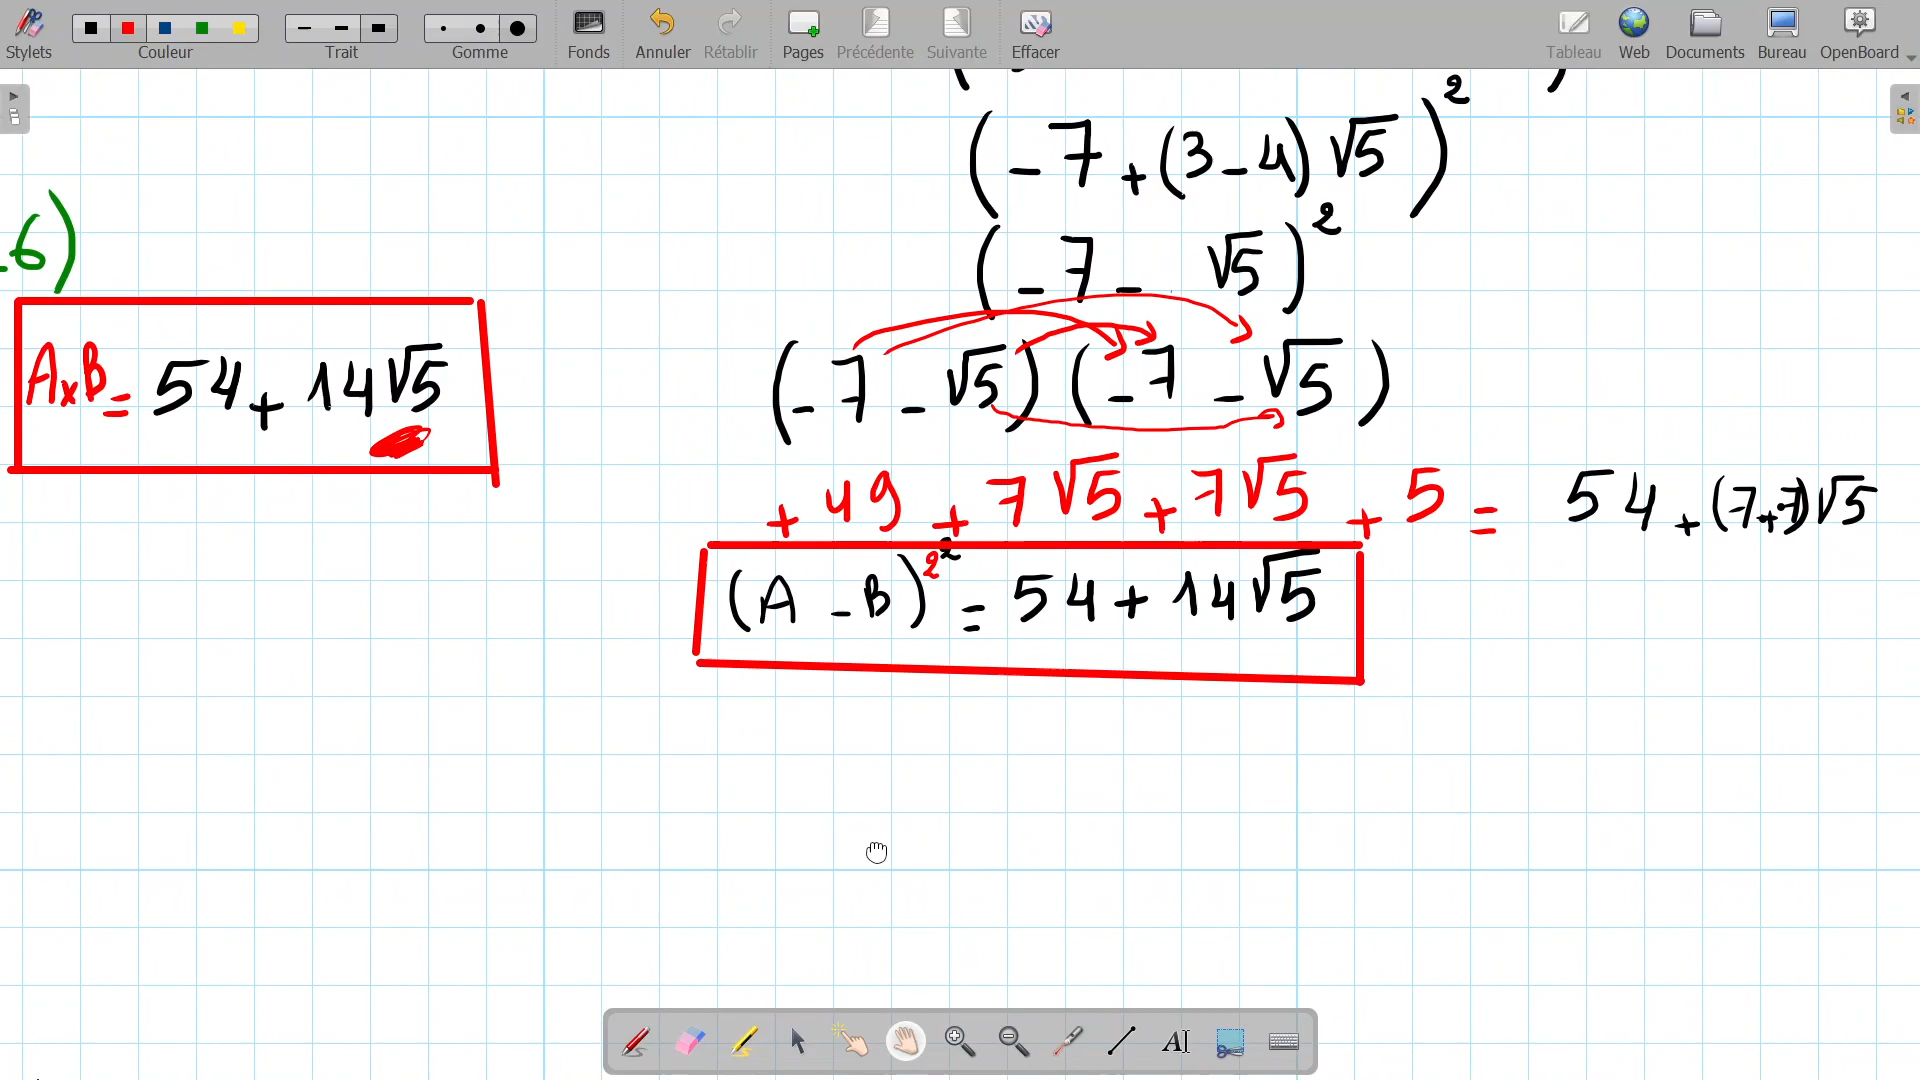 Stylets Couleur Trait Gomme Fonds Annuler Rétablir Pages Précédente Suivante Effacer Tableau Web Documents Bureau OpenBoard
(-7+(3-4)√5)²
-6)
(-7-√5)²
AxB= 54+14√5
(-7-√5)(-7-√5)
+49+7√5+7√5+5= 54+(7+7)√5
(A-B)²²=54+14√5